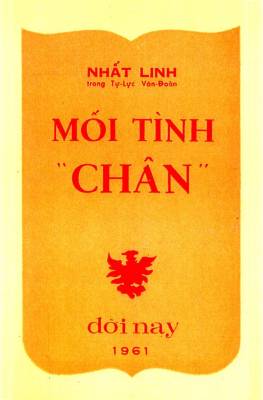 NHẤT LINH
trong Tự-Lực Văn-Đoàn
MỐI TÌNH
"CHÂN"
đời nay
1961